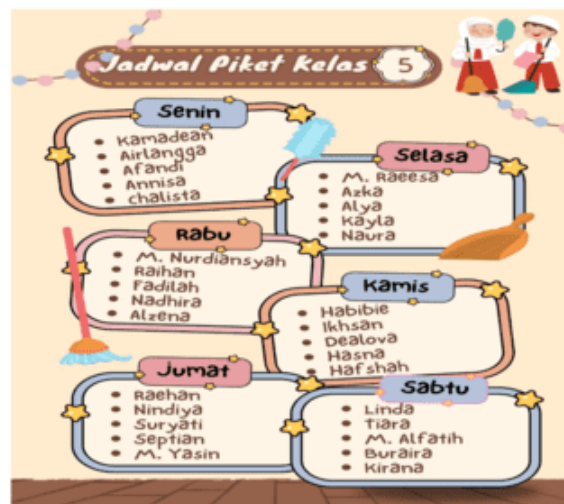 Jadwal Piket Kelas 5
Senin
Kamadean
Airlangga
Afandi
Annisa
chalista
Selasa
M. Raeesa
Azka
Alya
Kayla
Naura
Rabu
M. Nurdiansyah
Raihan
Fadilah
Nadhira
Alzena
Kamis
Habibie
Ikhsan
Dealova
Hasna
Hafshah
Jumat
Raehan
Nindiya
Suryati
Septian
M. Yasin
Sabtu
Linda
Tiara
M. Alfatih
Buraira
Kirana